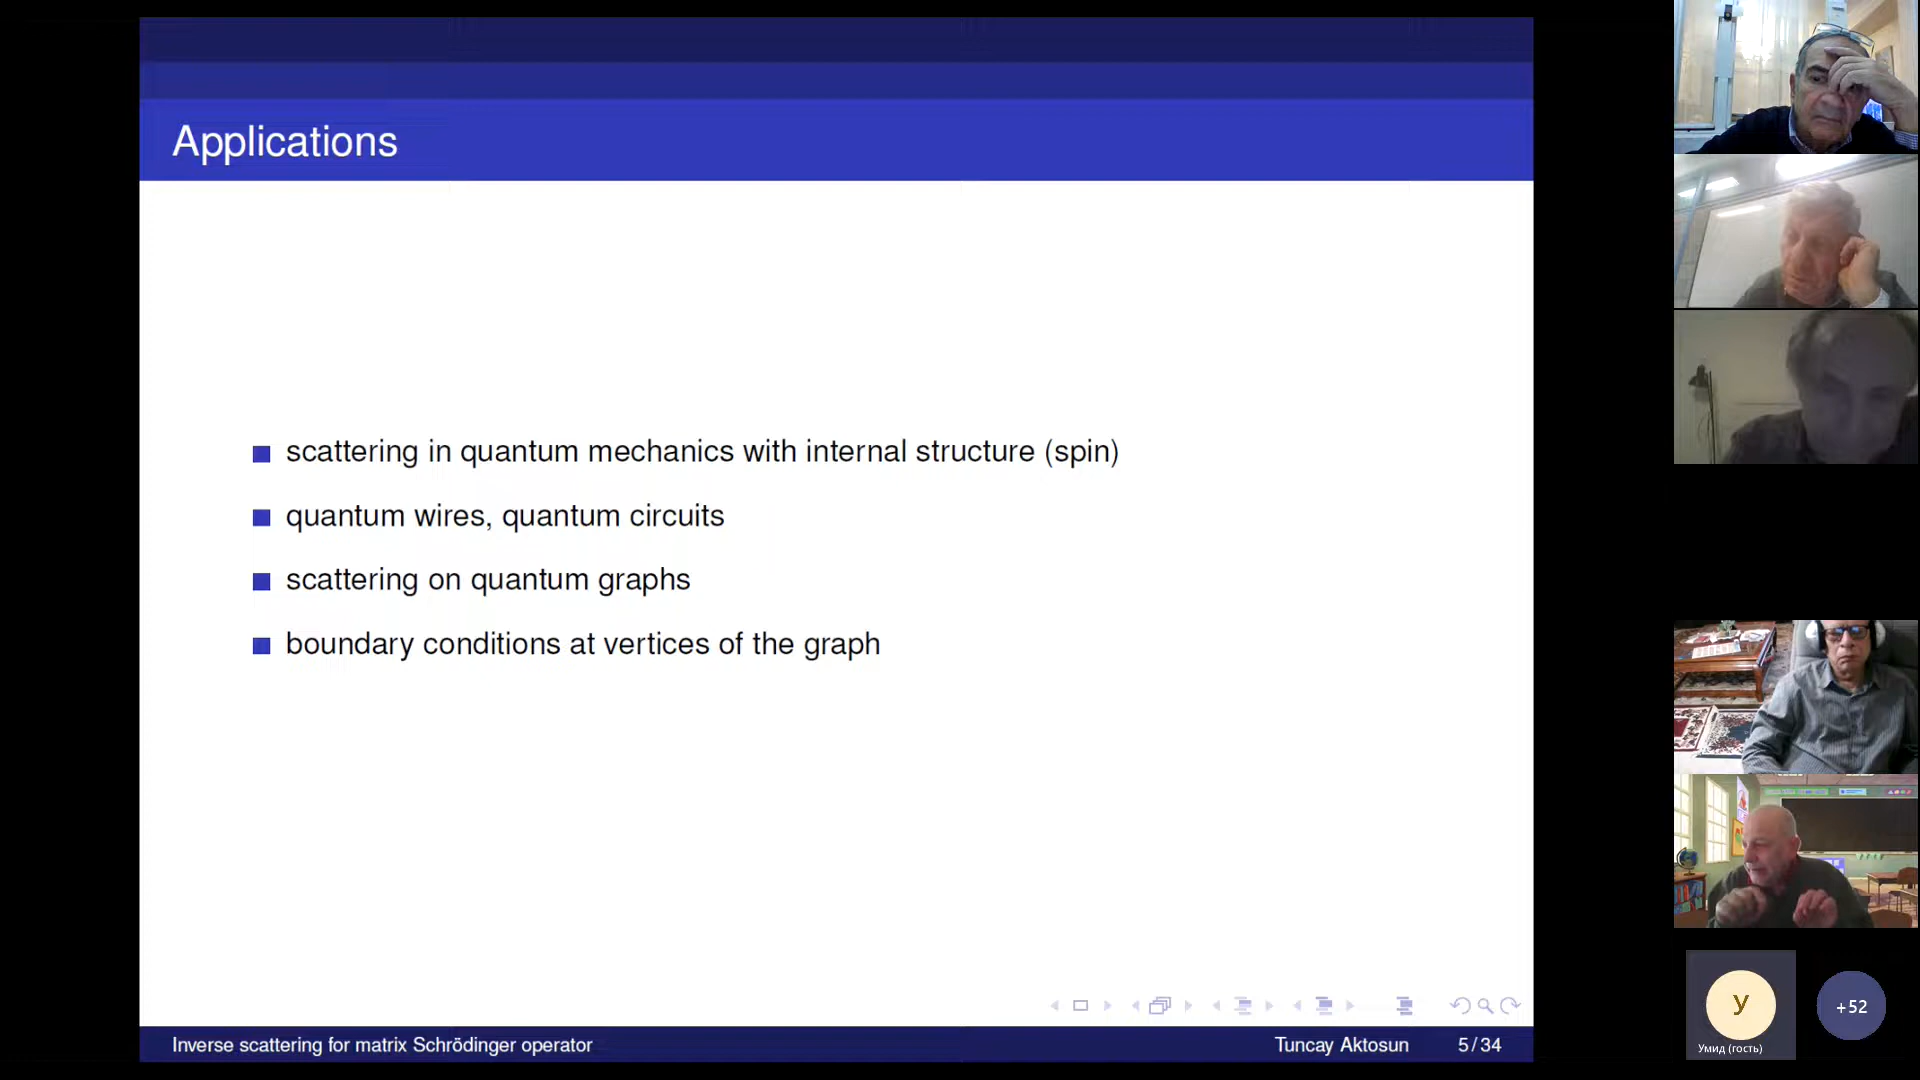 Applications
scattering in quantum mechanics with internal structure (spin)
quantum wires, quantum circuits
scattering on quantum graphs
boundary conditions at vertices of the graph
Inverse scattering for matrix Schrödinger operator
Tuncay Aktosun
5/34
У
Умид (гость)
+52